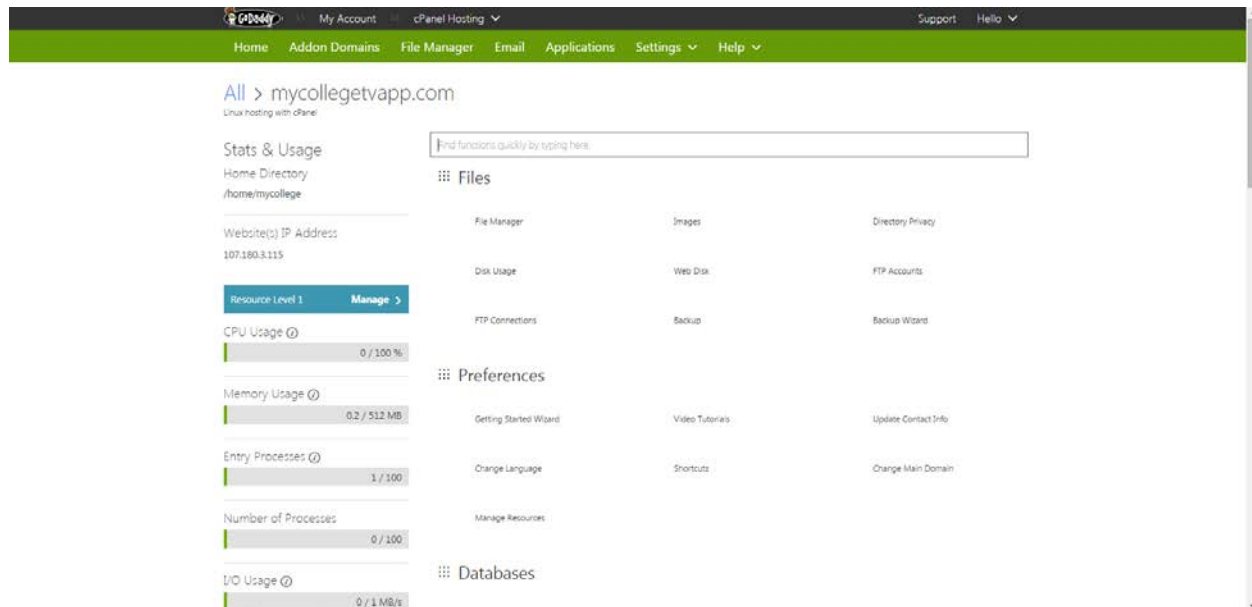 GoDaddy My Account cPanel Hosting Support Hello
Home Addon Domains File Manager Email Applications Settings Help
All > mycollegetvapp.com
Linux hosting with cPanel
Stats & Usage
Home Directory
/home/mycollege
Website(s) IP Address
107.180.3.115
Resource Level 1 Manage >
CPU Usage
0 / 100 %
Memory Usage
0.2 / 512 MB
Entry Processes
1 / 100
Number of Processes
0 / 100
I/O Usage
0 / 1 MB/s
Find functions quickly by typing here.
Files
File Manager Images Directory Privacy
Disk Usage Web Disk FTP Accounts
FTP Connections Backup Backup Wizard
Preferences
Getting Started Wizard Video Tutorials Update Contact Info
Change Language Shortcuts Change Main Domain
Manage Resources
Databases